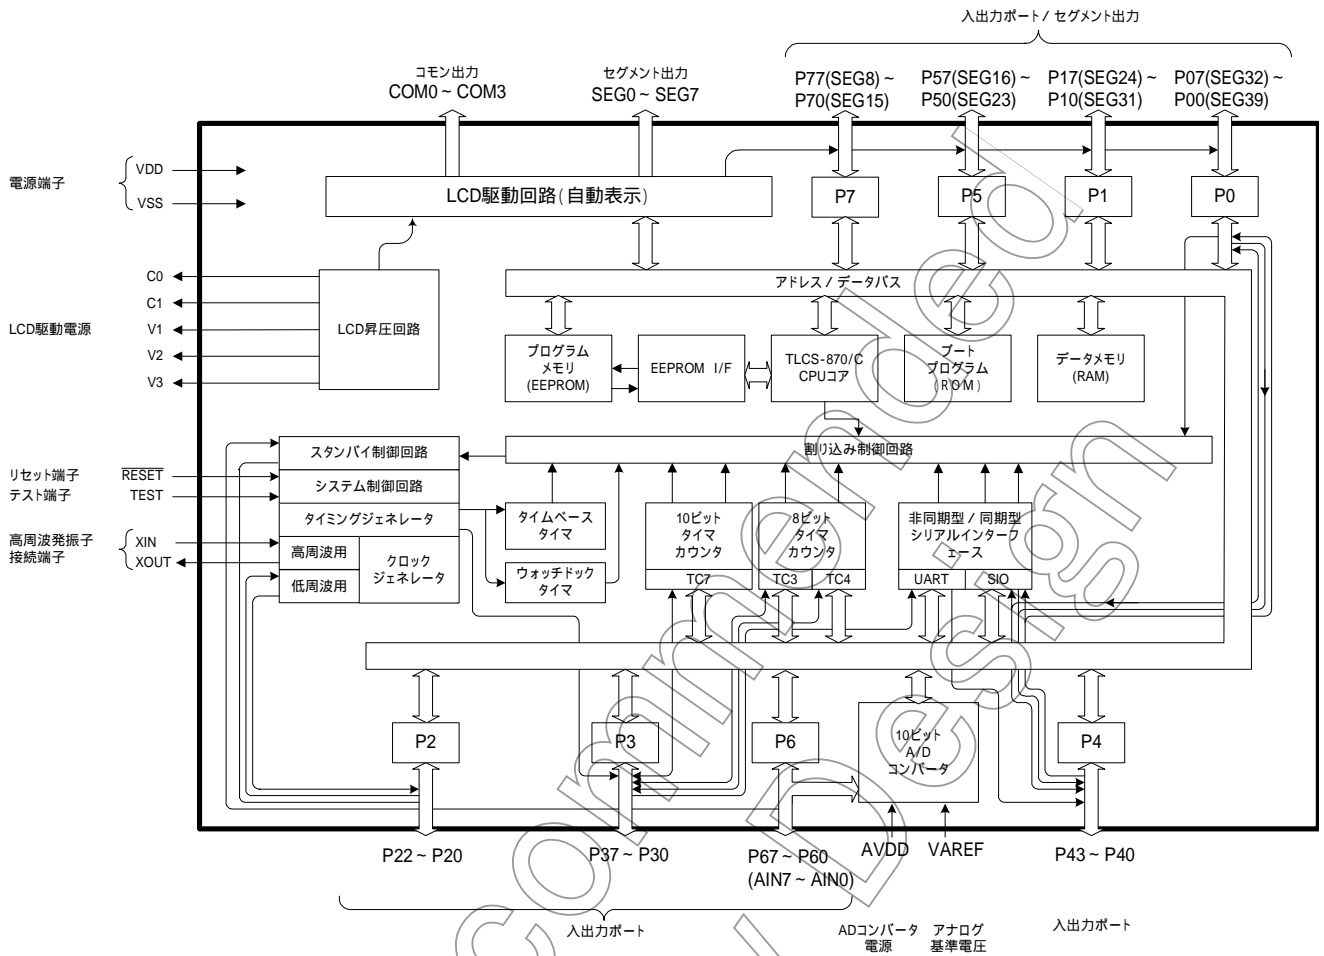 入出力ポート / セグメント出力
コモン出力
COM0 ~ COM3
セグメント出力
SEG0 ~ SEG7
P77(SEG8) ~
P70(SEG15)
P57(SEG16) ~
P50(SEG23)
P17(SEG24) ~
P10(SEG31)
P07(SEG32) ~
P00(SEG39)
電源端子
VDD
VSS
LCD駆動回路(自動表示)
P7
P5
P1
P0
C0
C1
LCD駆動電源
V1
V2
V3
LCD昇圧回路
アドレス / データバス
プログラム
メモリ
(EEPROM)
EEPROM I/F
TLCS-870/C
CPUコア
ブート
プログラム
(ROM)
データメモリ
(RAM)
スタンバイ制御回路
割り込み制御回路
リセット端子
RESET
システム制御回路
テスト端子
TEST
タイミングジェネレータ
高周波発振子
接続端子
XIN
XOUT
高周波用
低周波用
クロック
ジェネレータ
タイムベース
タイマ
ウォッチドック
タイマ
10ビット
タイマ
カウンタ
TC7
8ビット
タイマ
カウンタ
TC3
TC4
非同期型 / 同期型
シリアルインターフ
ェース
UART
SIO
P2
P3
P6
10ビット
A/D
コンバータ
P4
P22 ~ P20
P37 ~ P30
P67 ~ P60
(AIN7 ~ AIN0)
AVDD
VAREF
P43 ~ P40
入出力ポート
ADコンバータ
電源
アナログ
基準電圧
入出力ポート
commended
Design